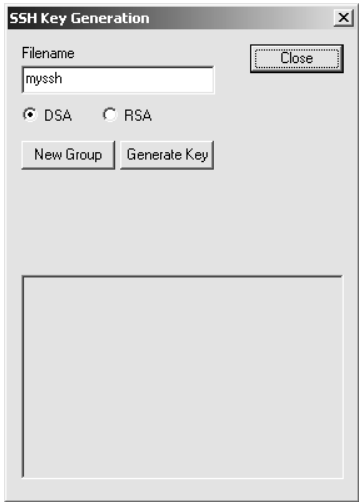 SSH Key Generation
Filename
Close
myssh
DSA RSA
New Group Generate Key